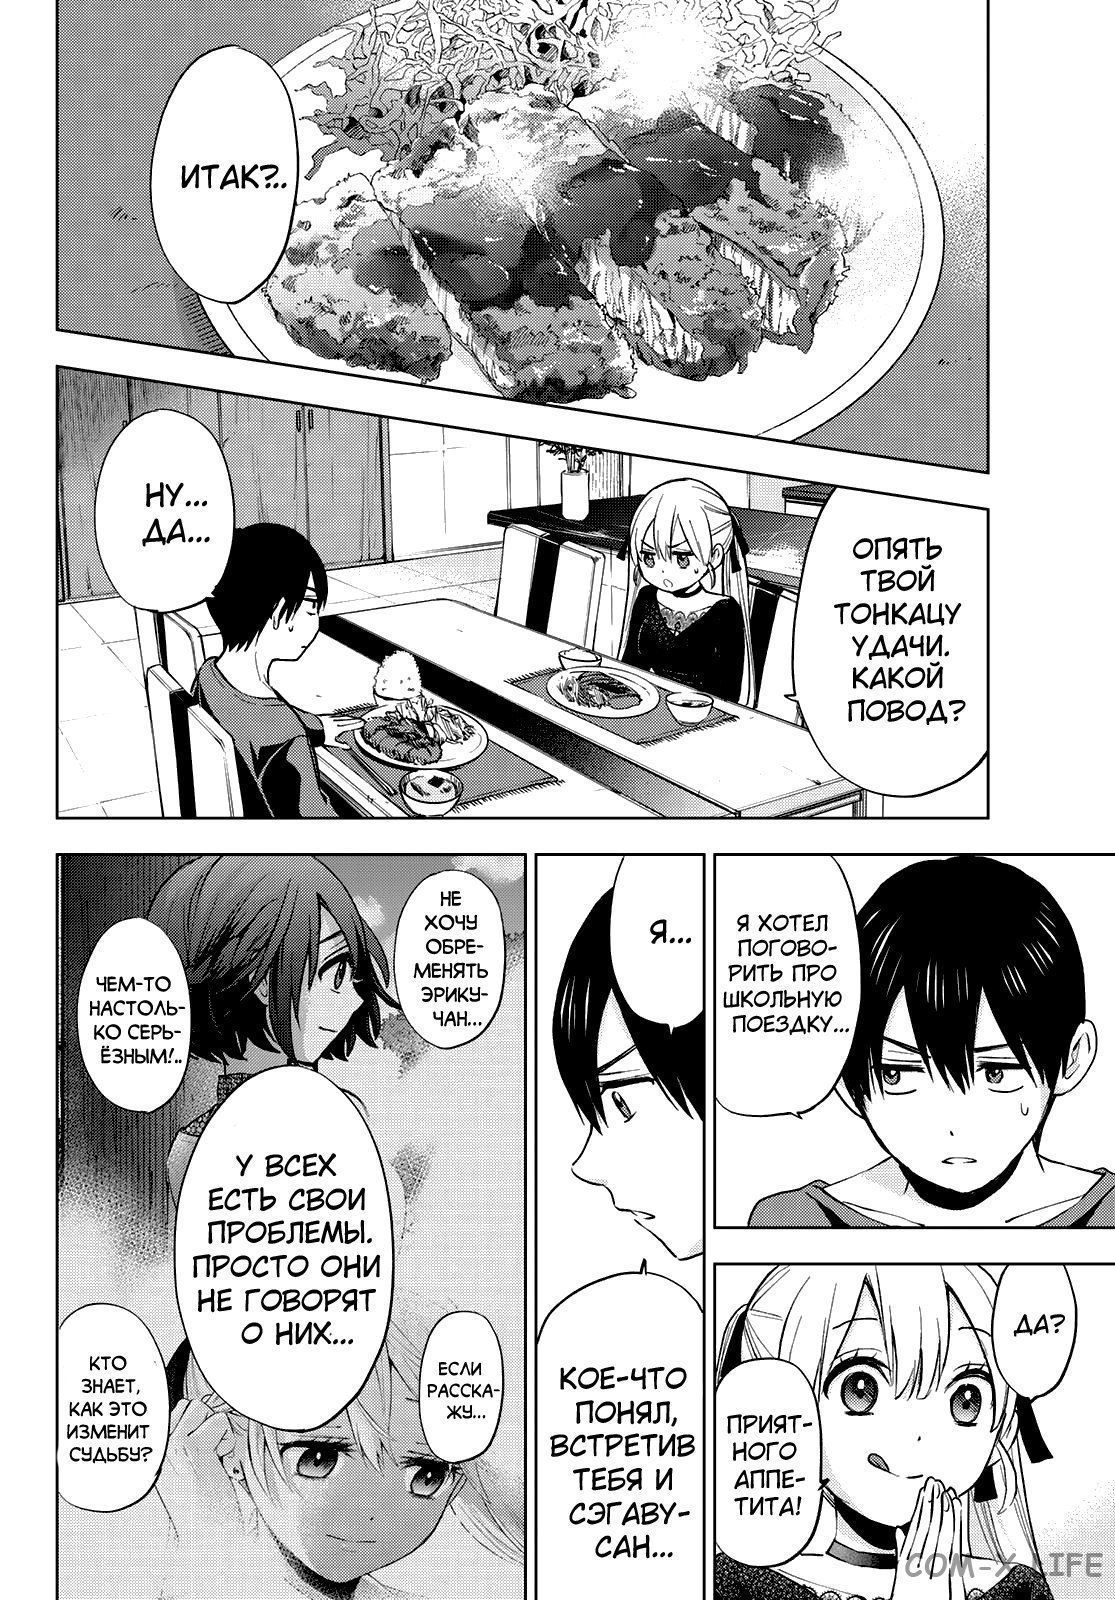 ИТАК?..
ОПЯТЬ
ТВОЙ
ТОНКАЦУ
УДАЧИ.
КАКОЙ
ПОВОД?
НУ...
ДА...
Я ХОТЕЛ
ПОГОВО-
РИТЬ ПРО
ШКОЛЬНУЮ
ПОЕЗДКУ...
ДА?
ПРИЯТ-
НОГО
АППЕ-
ТИТА!
Я...
КОЕ-ЧТО
ПОНЯЛ,
ВСТРЕТИВ
ТЕБЯ И
СЭГАВУ-
САН...
НЕ
ХОЧУ
ОБРЕ-
МЕНЯТЬ
ЭРИКУ-
ЧАН...
ЧЕМ-ТО
НАСТОЛЬ-
КО СЕРЬ-
ЁЗНЫМ!..
У ВСЕХ
ЕСТЬ СВОИ
ПРОБЛЕМЫ.
ПРОСТО ОНИ
НЕ ГОВОРЯТ
О НИХ...
ЕСЛИ
РАССКА-
ЖУ...
КТО
ЗНАЕТ,
КАК ЭТО
ИЗМЕНИТ
СУДЬБУ?
COM-X LIFE